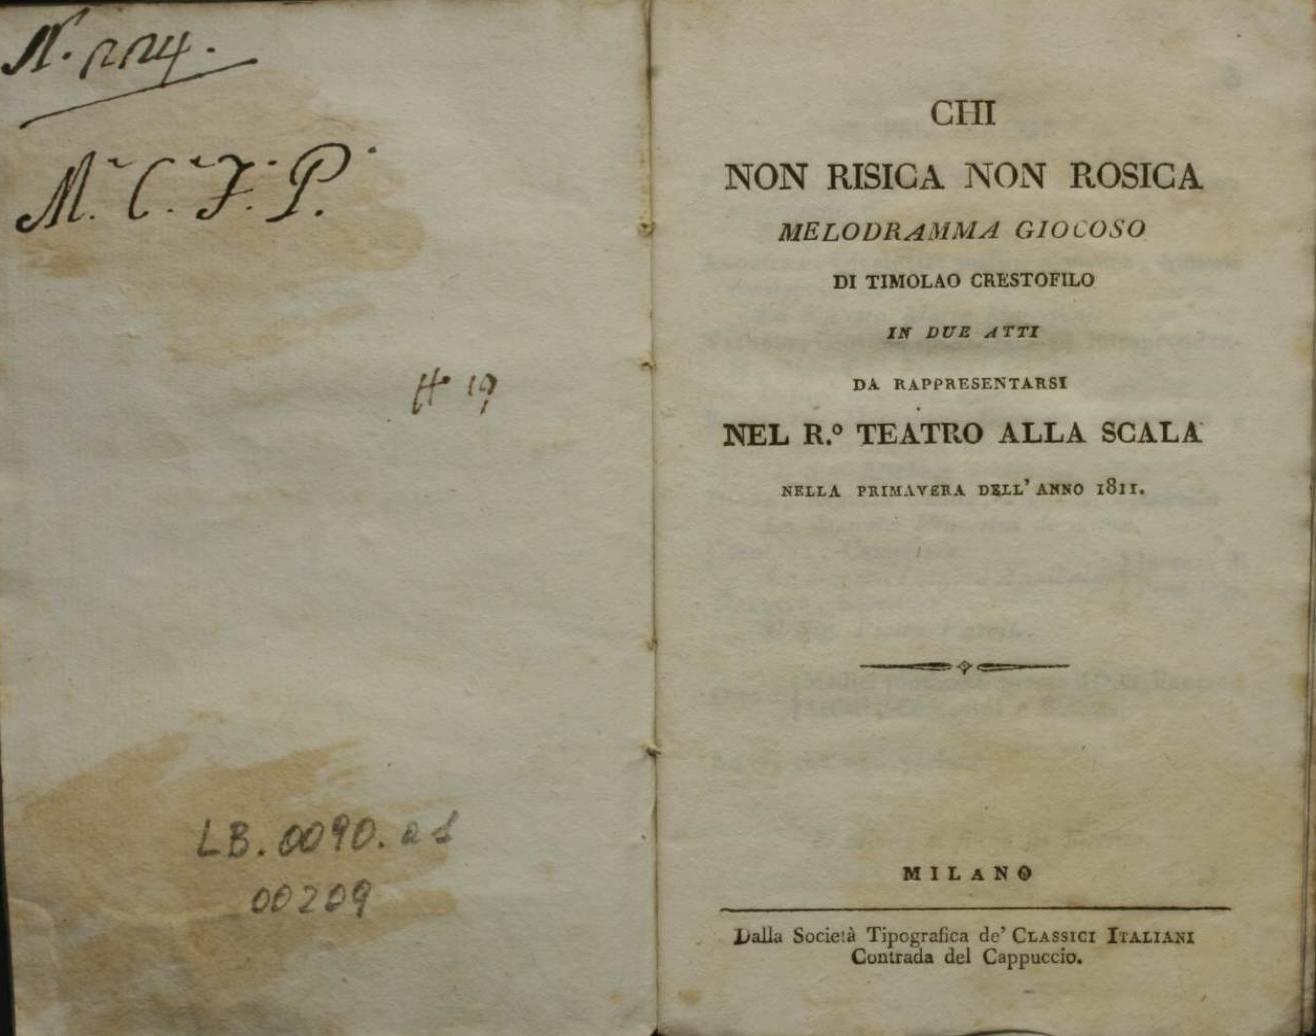 N. 224.
M. C. F. P.
19
LB.0090.a1
00209
CHI
NON RISICA NON ROSICA
MELODRAMMA GIOCOSO
DI TIMOLAO CRESTOFILO
IN DUE ATTI
DA RAPPRESENTARSI
NEL R.º TEATRO ALLA SCALA
NELLA PRIMAVERA DELL' ANNO 1811.
MILANO
Dalla Società Tipografica de' CLASSICI ITALIANI
Contrada del Cappuccio.